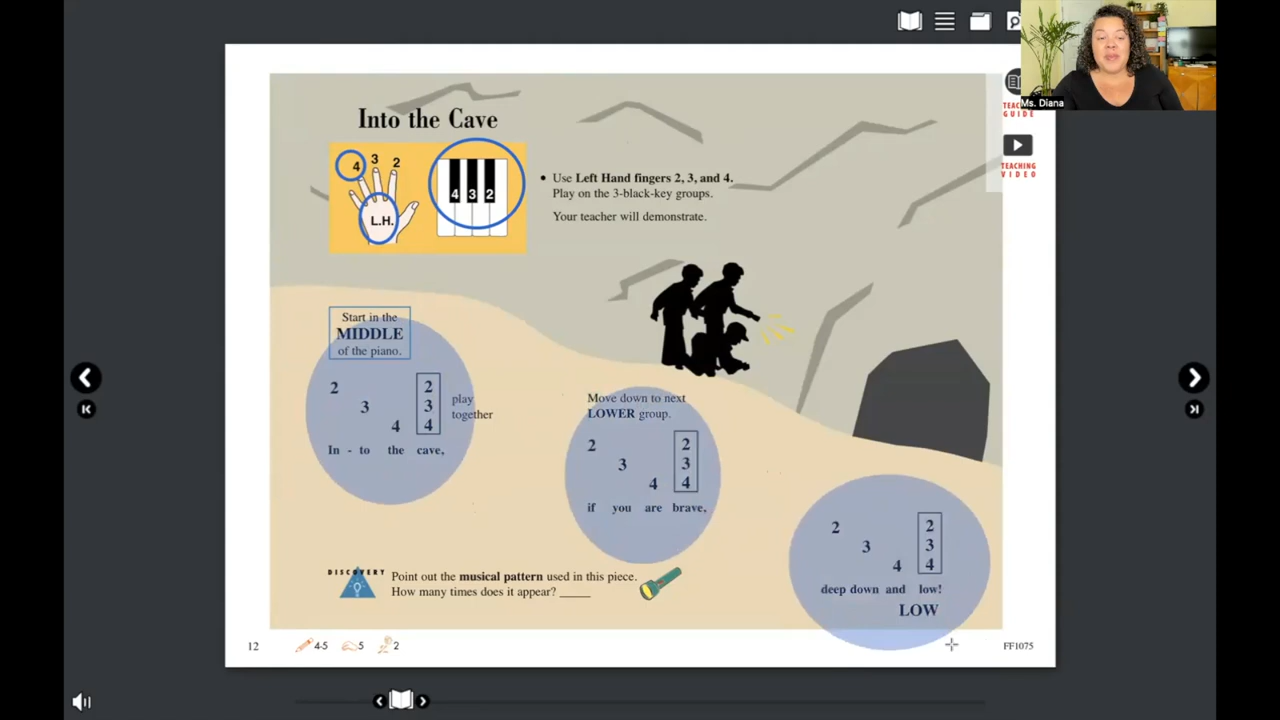 Ms. Diana
TEACHING
VIDEO
Into the Cave
4 3 2
L.H.
4 3 2
• Use Left Hand fingers 2, 3, and 4.
Play on the 3-black-key groups.
Your teacher will demonstrate.
Start in the
MIDDLE
of the piano.
2 2
3 3 play
together
4 4
In - to the cave,
Move down to next
LOWER group.
2 2
3 3
4 4
if you are brave,
2 2
3 3
4 4
deep down and low!
LOW
DISCOVERY
Point out the musical pattern used in this piece.
How many times does it appear? _____
12 4-5 5 2 FF1075